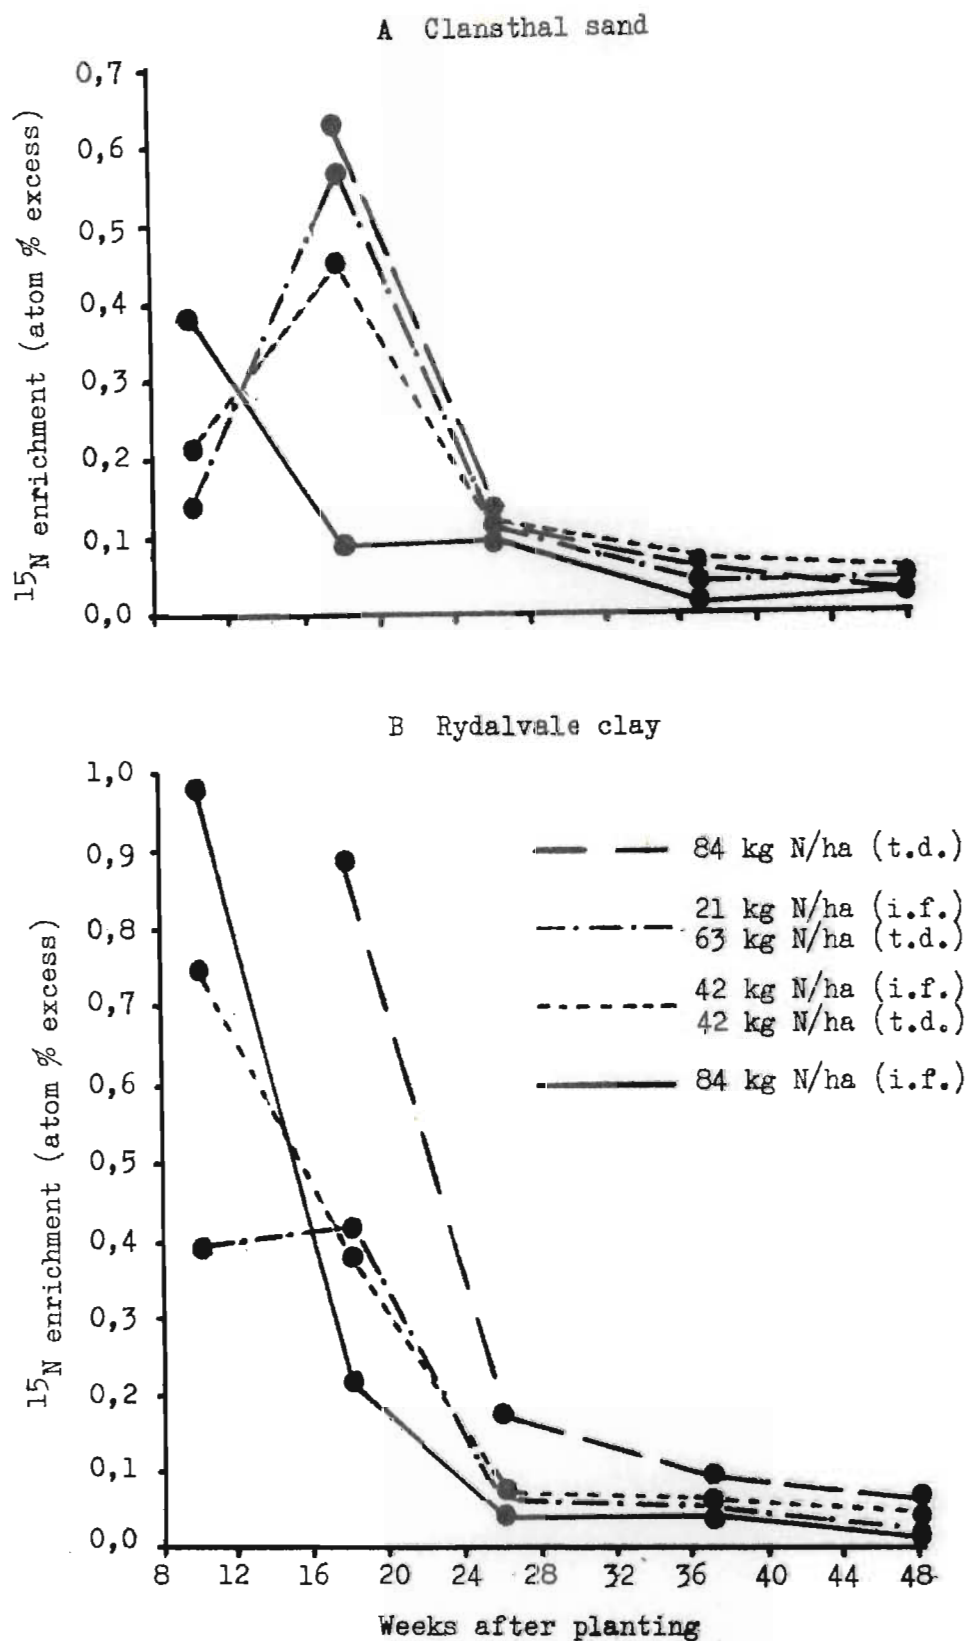 A Clansthal sand
0,7
0,6
0,5
0,4
0,3
0,2
0,1
0,0
15N enrichment (atom % excess)
B Rydalvale clay
1,0
0,9
0,8
0,7
0,6
0,5
0,4
0,3
0,2
0,1
0,0
15N enrichment (atom % excess)
84 kg N/ha (t.d.)
21 kg N/ha (i.f.)
63 kg N/ha (t.d.)
42 kg N/ha (i.f.)
42 kg N/ha (t.d.)
84 kg N/ha (i.f.)
8 12 16 20 24 28 32 36 40 44 48
Weeks after planting